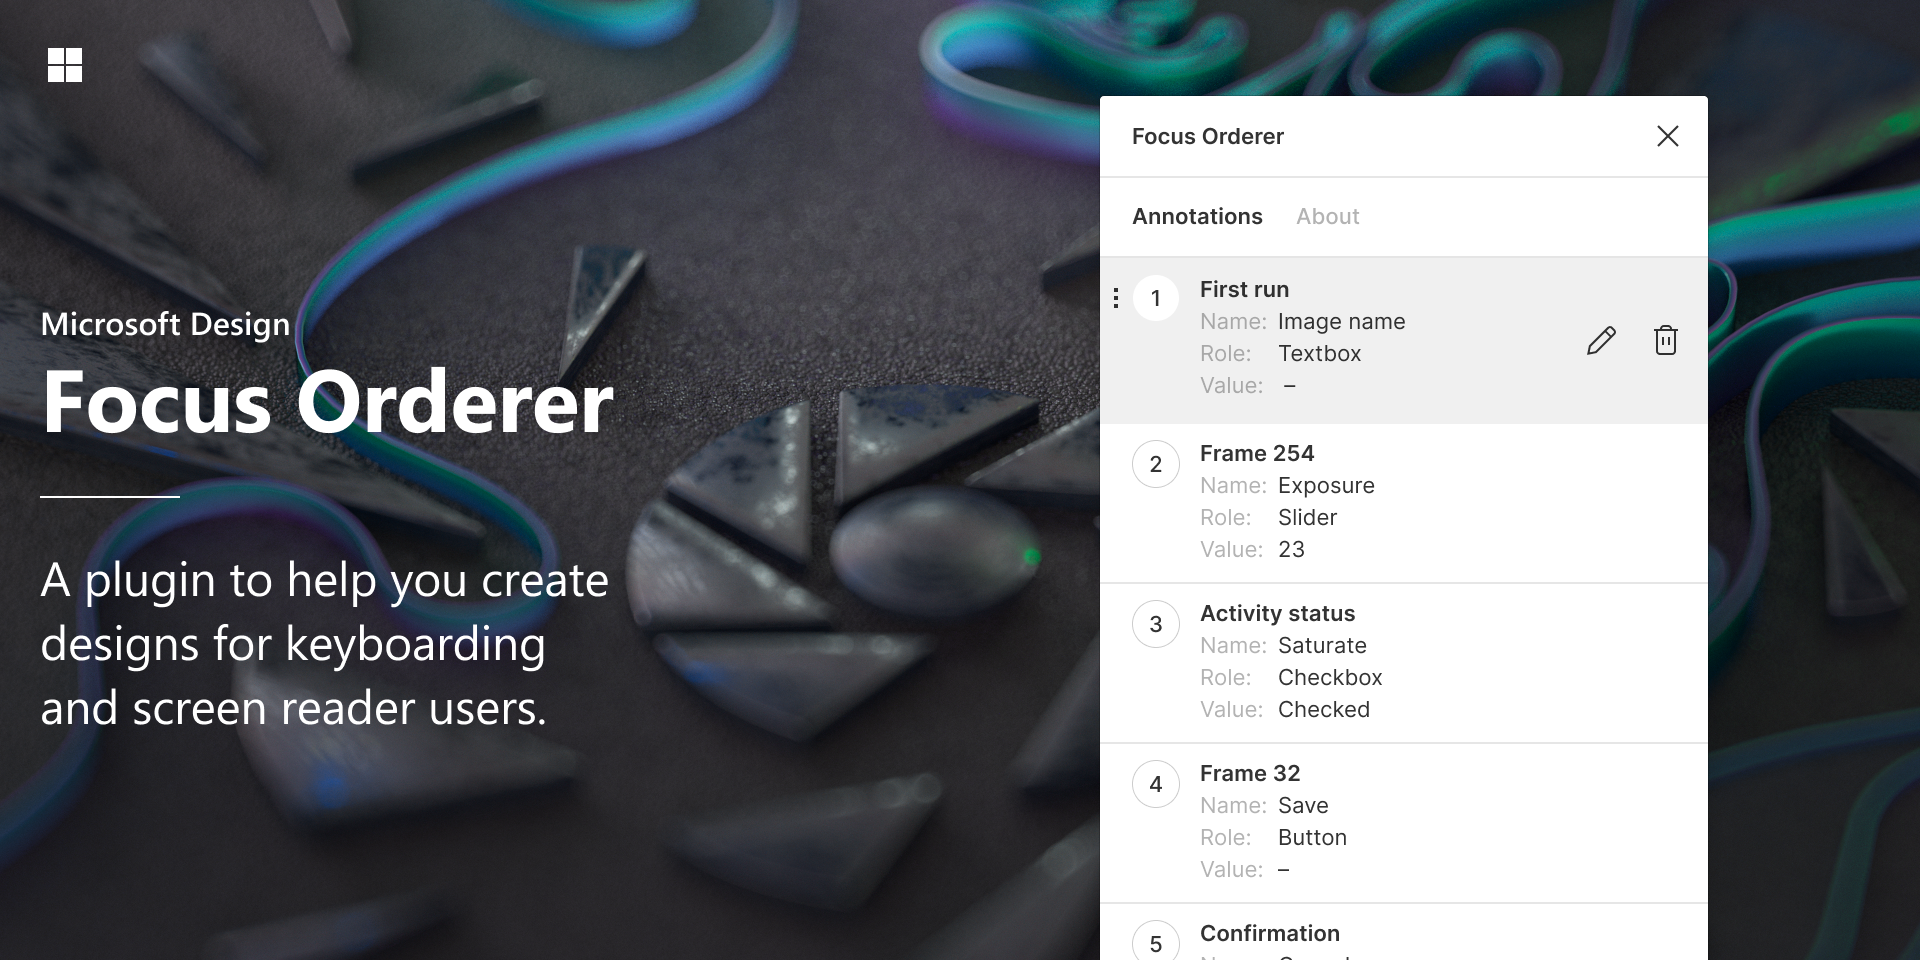 Microsoft Design
Focus Orderer
A plugin to help you create
designs for keyboarding
and screen reader users.
Focus Orderer
Annotations About
1
First run
Name: Image name
Role: Textbox
Value: –
2
Frame 254
Name: Exposure
Role: Slider
Value: 23
3
Activity status
Name: Saturate
Role: Checkbox
Value: Checked
4
Frame 32
Name: Save
Role: Button
Value: –
5
Confirmation